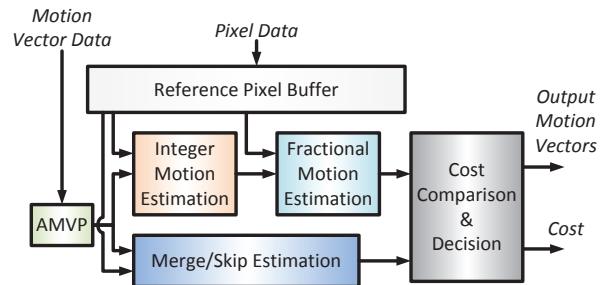 Motion
Vector Data
Pixel Data
Reference Pixel Buffer
Output
Motion
Vectors
Integer
Motion
Estimation
Fractional
Motion
Estimation
Cost
Comparison
&
Decision
AMVP
Merge/Skip Estimation
Cost